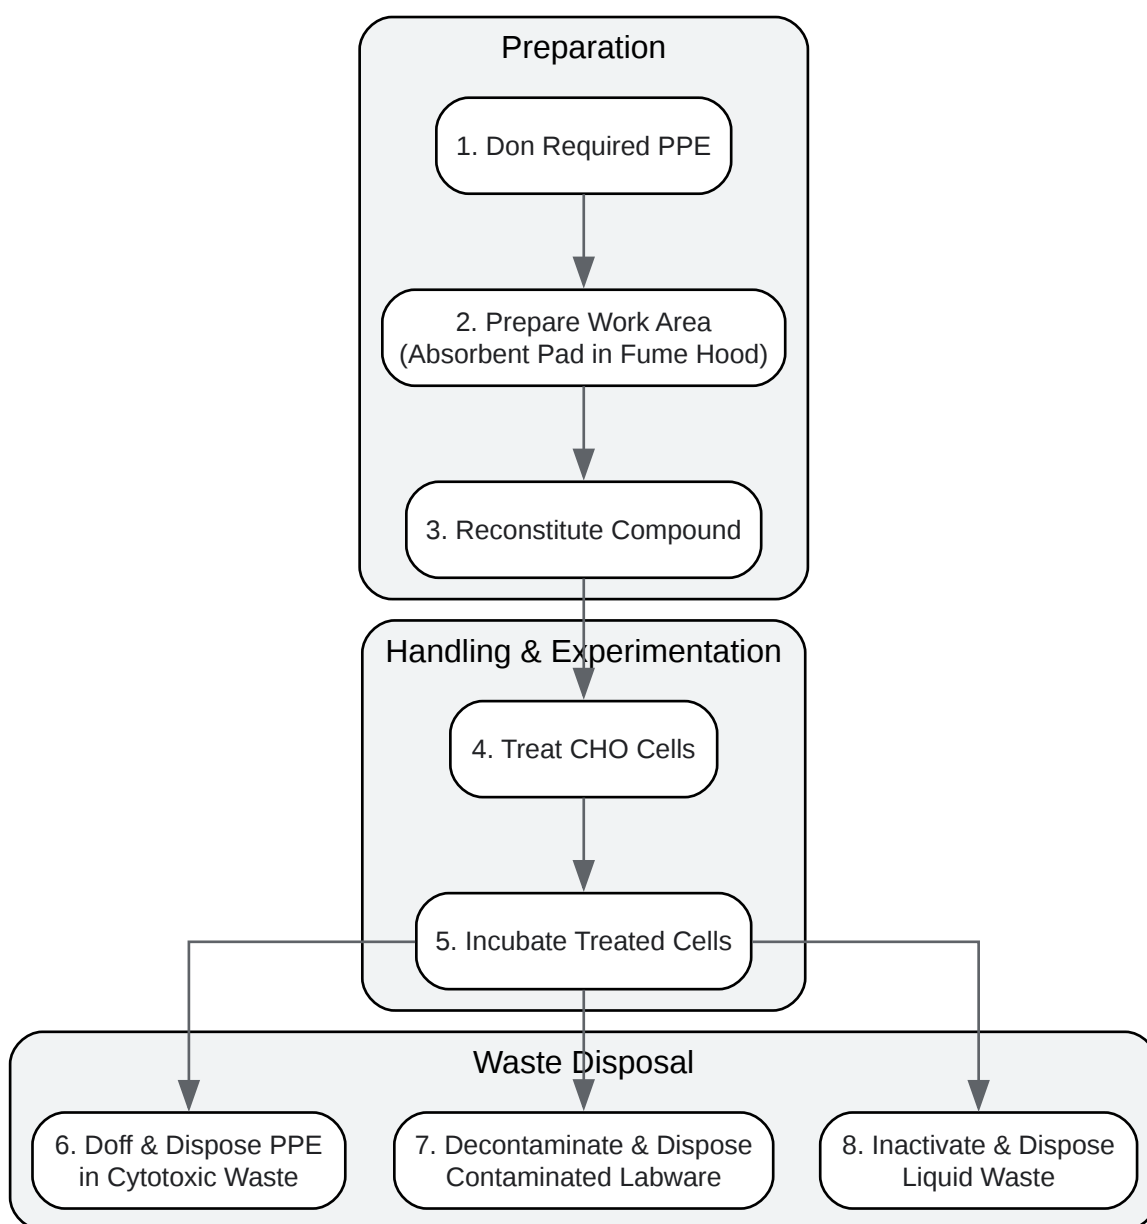 Preparation
1. Don Required PPE
2. Prepare Work Area
(Absorbent Pad in Fume Hood)
3. Reconstitute Compound
Handling & Experimentation
4. Treat CHO Cells
5. Incubate Treated Cells
Waste Disposal
6. Doff & Dispose PPE
in Cytotoxic Waste
7. Decontaminate & Dispose
Contaminated Labware
8. Inactivate & Dispose
Liquid Waste